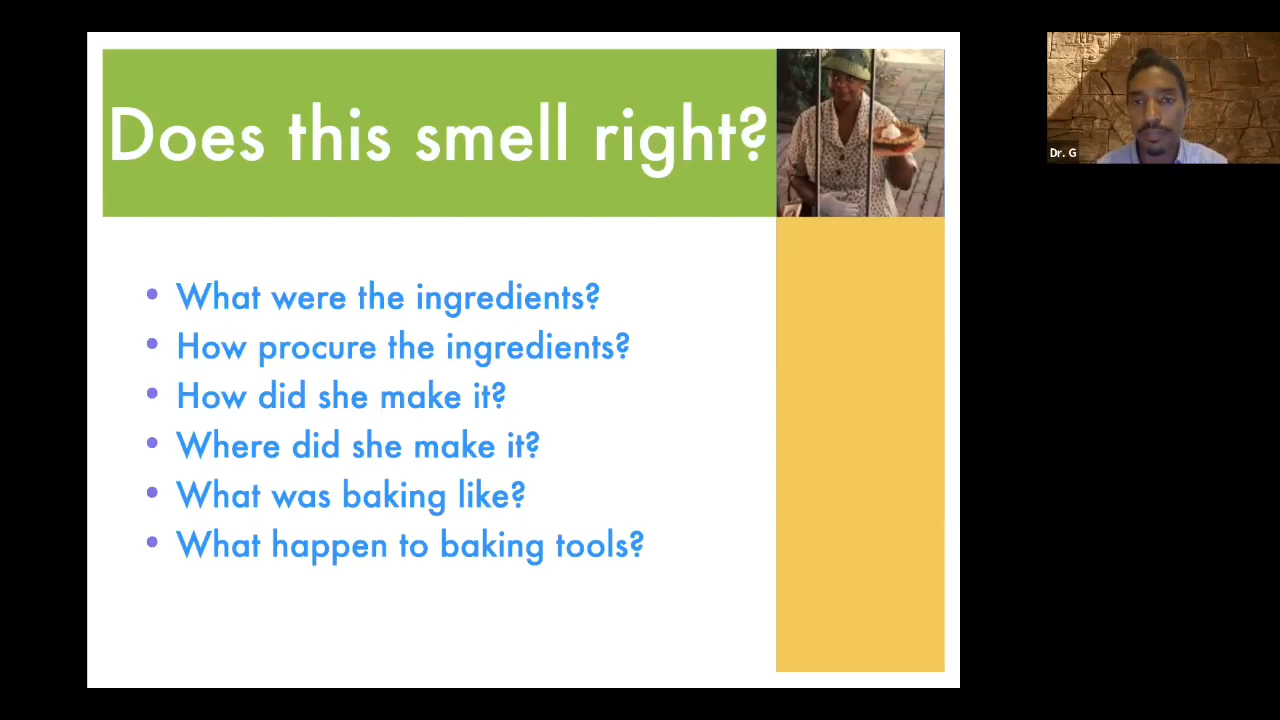 Does this smell right?
• What were the ingredients?
• How procure the ingredients?
• How did she make it?
• Where did she make it?
• What was baking like?
• What happen to baking tools?
Dr. G